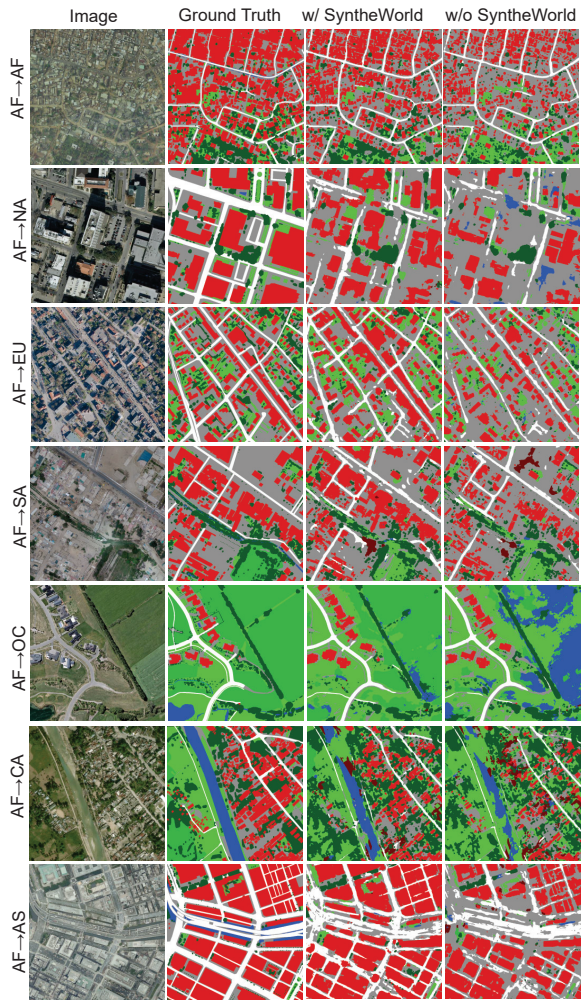 Image Ground Truth w/ SyntheWorld w/o SyntheWorld
AF→AF
AF→NA
AF→EU
AF→SA
AF→OC
AF→CA
AF→AS